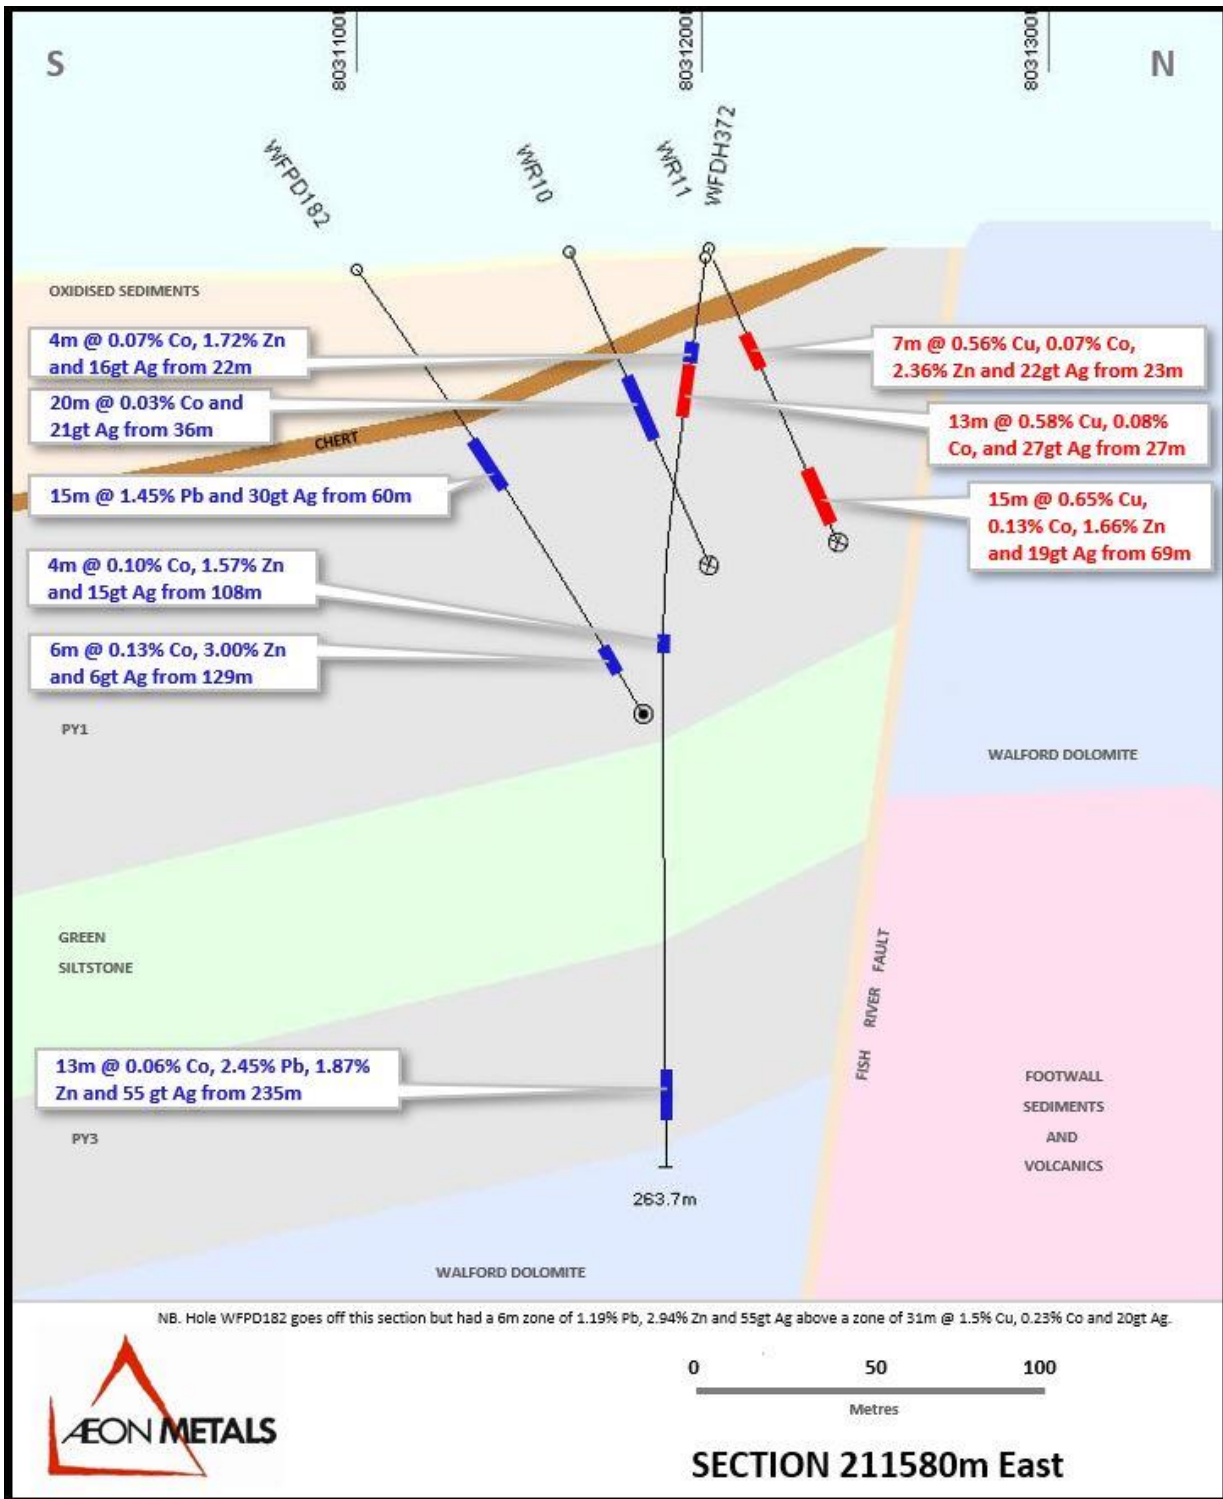 S
8031100
8031200
8031300
N
WFPD182
WR10
WR11
WFDH372
OXIDISED SEDIMENTS
4m @ 0.07% Co, 1.72% Zn
and 16gt Ag from 22m
20m @ 0.03% Co and
21gt Ag from 36m
CHERT
15m @ 1.45% Pb and 30gt Ag from 60m
4m @ 0.10% Co, 1.57% Zn
and 15gt Ag from 108m
6m @ 0.13% Co, 3.00% Zn
and 6gt Ag from 129m
7m @ 0.56% Cu, 0.07% Co,
2.36% Zn and 22gt Ag from 23m
13m @ 0.58% Cu, 0.08%
Co, and 27gt Ag from 27m
15m @ 0.65% Cu,
0.13% Co, 1.66% Zn
and 19gt Ag from 69m
PY1
WALFORD DOLOMITE
GREEN
SILTSTONE
FISH RIVER FAULT
13m @ 0.06% Co, 2.45% Pb, 1.87%
Zn and 55 gt Ag from 235m
PY3
FOOTWALL
SEDIMENTS
AND
VOLCANICS
263.7m
WALFORD DOLOMITE
NB. Hole WFPD182 goes off this section but had a 6m zone of 1.19% Pb, 2.94% Zn and 55gt Ag above a zone of 31m @ 1.5% Cu, 0.23% Co and 20gt Ag.
0 50 100
Metres
ÆON METALS
SECTION 211580m East